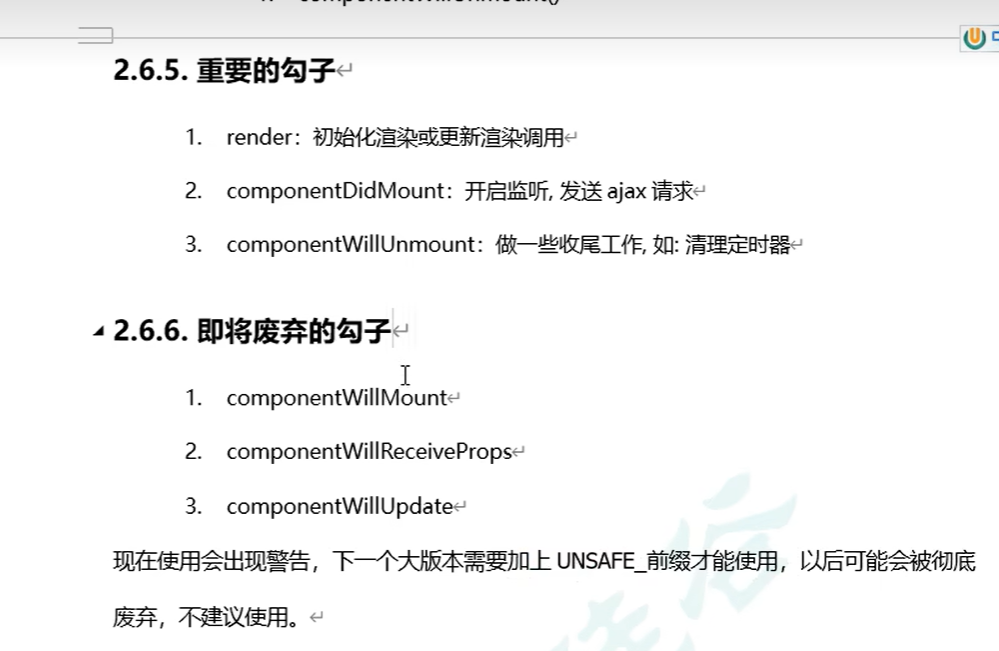 2.6.5. 重要的勾子
1. render：初始化渲染或更新渲染调用
2. componentDidMount：开启监听, 发送 ajax 请求
3. componentWillUnmount：做一些收尾工作, 如: 清理定时器
2.6.6. 即将废弃的勾子
1. componentWillMount
2. componentWillReceiveProps
3. componentWillUpdate
现在使用会出现警告，下一个大版本需要加上 UNSAFE_前缀才能使用，以后可能会被彻底
废弃，不建议使用。